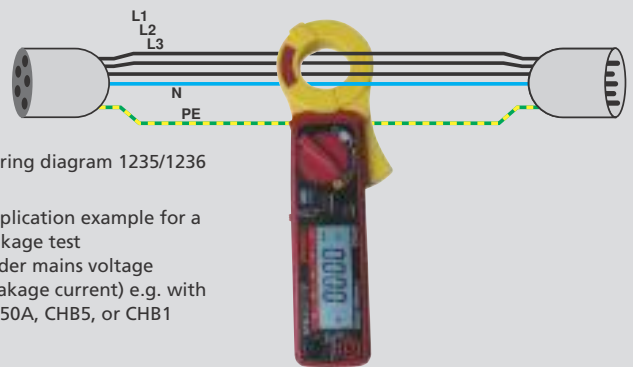 L1
L2
L3
N
PE
ring diagram 1235/1236
plication example for a
kage test
der mains voltage
akage current) e.g. with
50A, CHB5, or CHB1
0000